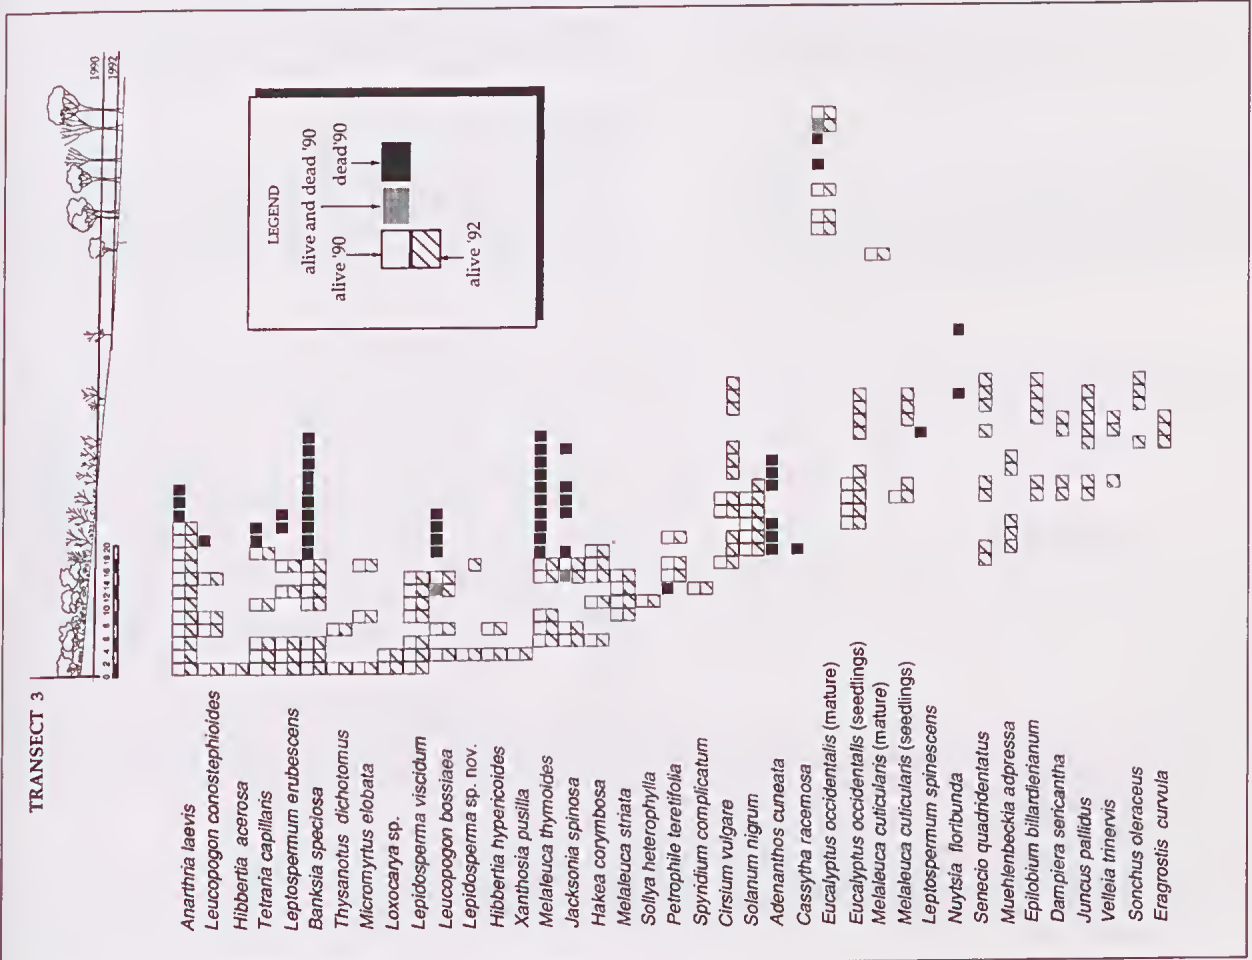 TRANSECT 3
1990
1992
0 2 4 6 8 10 12 14 16 18 20
LEGEND
alive and dead '90
alive '90
dead'90
alive '92
Anarthria laevis
Leucopogon conostephioides
Hibbertia acerosa
Tetraria capillaris
Leptospermum erubescens
Banksia speciosa
Thysanotus dichotomus
Micromyrtus elobata
Loxocarya sp.
Lepidosperma viscidum
Leucopogon bossiaea
Lepidosperma sp. nov.
Hibbertia hypericoides
Xanthosia pusilla
Melaleuca thymoides
Jacksonia spinosa
Hakea corymbosa
Melaleuca striata
Sollya heterophylla
Petrophile teretifolia
Spyridium complicatum
Cirsium vulgare
Solanum nigrum
Adenanthos cuneata
Cassytha racemosa
Eucalyptus occidentalis (mature)
Eucalyptus occidentalis (seedlings)
Melaleuca cuticularis (mature)
Melaleuca cuticularis (seedlings)
Leptospermum spinescens
Nuytsia floribunda
Senecio quadridentatus
Muehlenbeckia adpressa
Epilobium billardierianum
Dampiera sericantha
Juncus pallidus
Velleia trinervis
Sonchus oleraceus
Eragrostis curvula